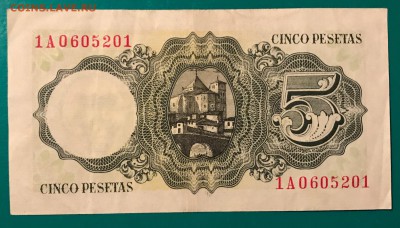 COINS.LAVE.RU
1A0605201
CINCO PESETAS
5
CINCO PESETAS
1A0605201